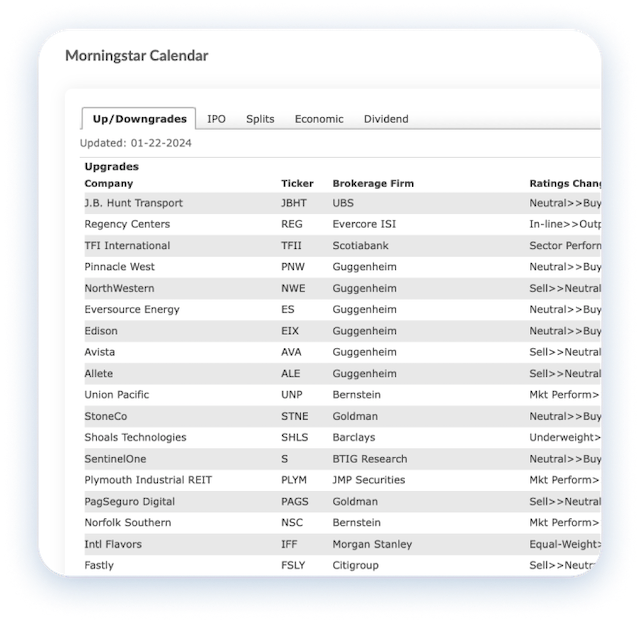 Morningstar Calendar
Up/Downgrades IPO Splits Economic Dividend
Updated: 01-22-2024
Upgrades
Company Ticker Brokerage Firm Ratings Chang
J.B. Hunt Transport JBHT UBS Neutral>>Buy
Regency Centers REG Evercore ISI In-line>>Outp
TFI International TFII Scotiabank Sector Perform
Pinnacle West PNW Guggenheim Neutral>>Buy
NorthWestern NWE Guggenheim Sell>>Neutral
Eversource Energy ES Guggenheim Neutral>>Buy
Edison EIX Guggenheim Neutral>>Buy
Avista AVA Guggenheim Sell>>Neutral
Allete ALE Guggenheim Sell>>Neutral
Union Pacific UNP Bernstein Mkt Perform>
StoneCo STNE Goldman Neutral>>Buy
Shoals Technologies SHLS Barclays Underweight>
SentinelOne S BTIG Research Neutral>>Buy
Plymouth Industrial REIT PLYM JMP Securities Mkt Perform>
PagSeguro Digital PAGS Goldman Sell>>Neutral
Norfolk Southern NSC Bernstein Mkt Perform>
Intl Flavors IFF Morgan Stanley Equal-Weight>
Fastly FSLY Citigroup Sell>>Neutr